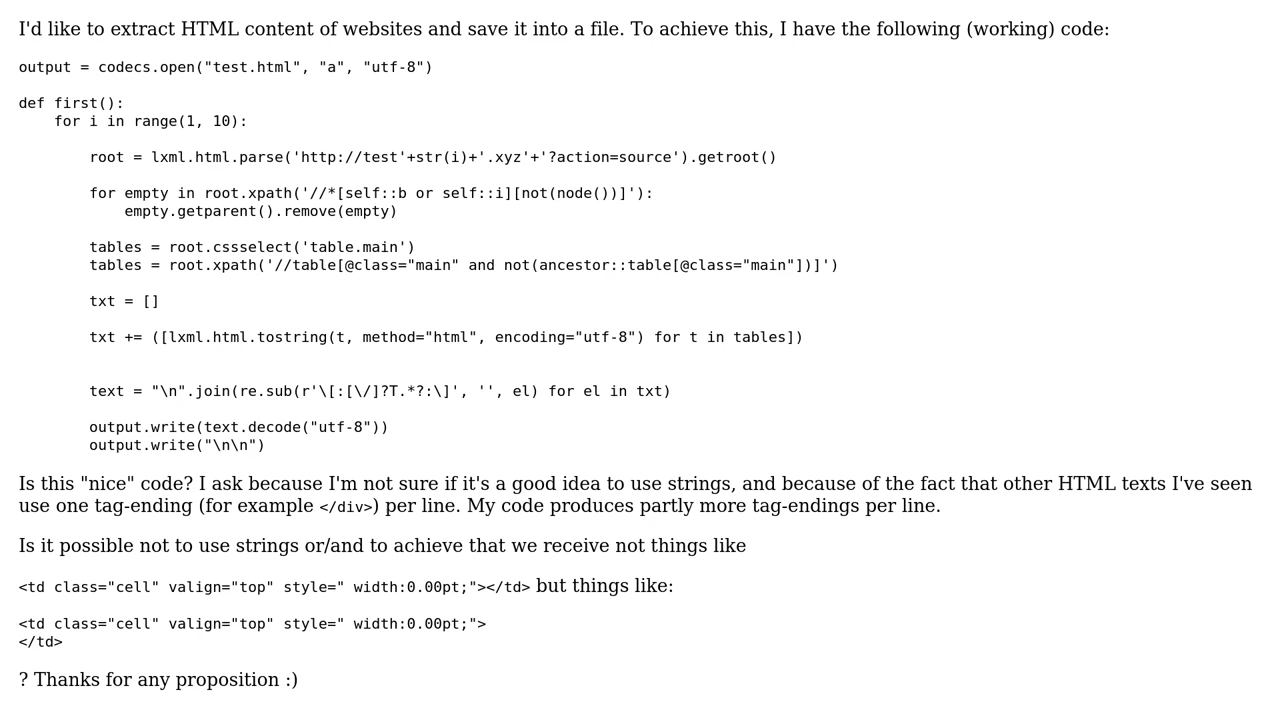 I'd like to extract HTML content of websites and save it into a file. To achieve this, I have the following (working) code:
output = codecs.open("test.html", "a", "utf-8")
def first():
    for i in range(1, 10):
        root = lxml.html.parse('http://test'+str(i)+'.xyz'+'?action=source').getroot()
        for empty in root.xpath('//*[self::b or self::i][not(node())]'):
            empty.getparent().remove(empty)
        tables = root.cssselect('table.main')
        tables = root.xpath('//table[@class="main" and not(ancestor::table[@class="main"])]')
        txt = []
        txt += ([lxml.html.tostring(t, method="html", encoding="utf-8") for t in tables])
        text = "\n".join(re.sub(r'\[:[\/]?T.*?:\]', '', el) for el in txt)
        output.write(text.decode("utf-8"))
        output.write("\n\n")
Is this "nice" code? I ask because I'm not sure if it's a good idea to use strings, and because of the fact that other HTML texts I've seen
use one tag-ending (for example </div>) per line. My code produces partly more tag-endings per line.
Is it possible not to use strings or/and to achieve that we receive not things like
<td class="cell" valign="top" style=" width:0.00pt;"></td> but things like:
<td class="cell" valign="top" style=" width:0.00pt;">
</td>
? Thanks for any proposition :)